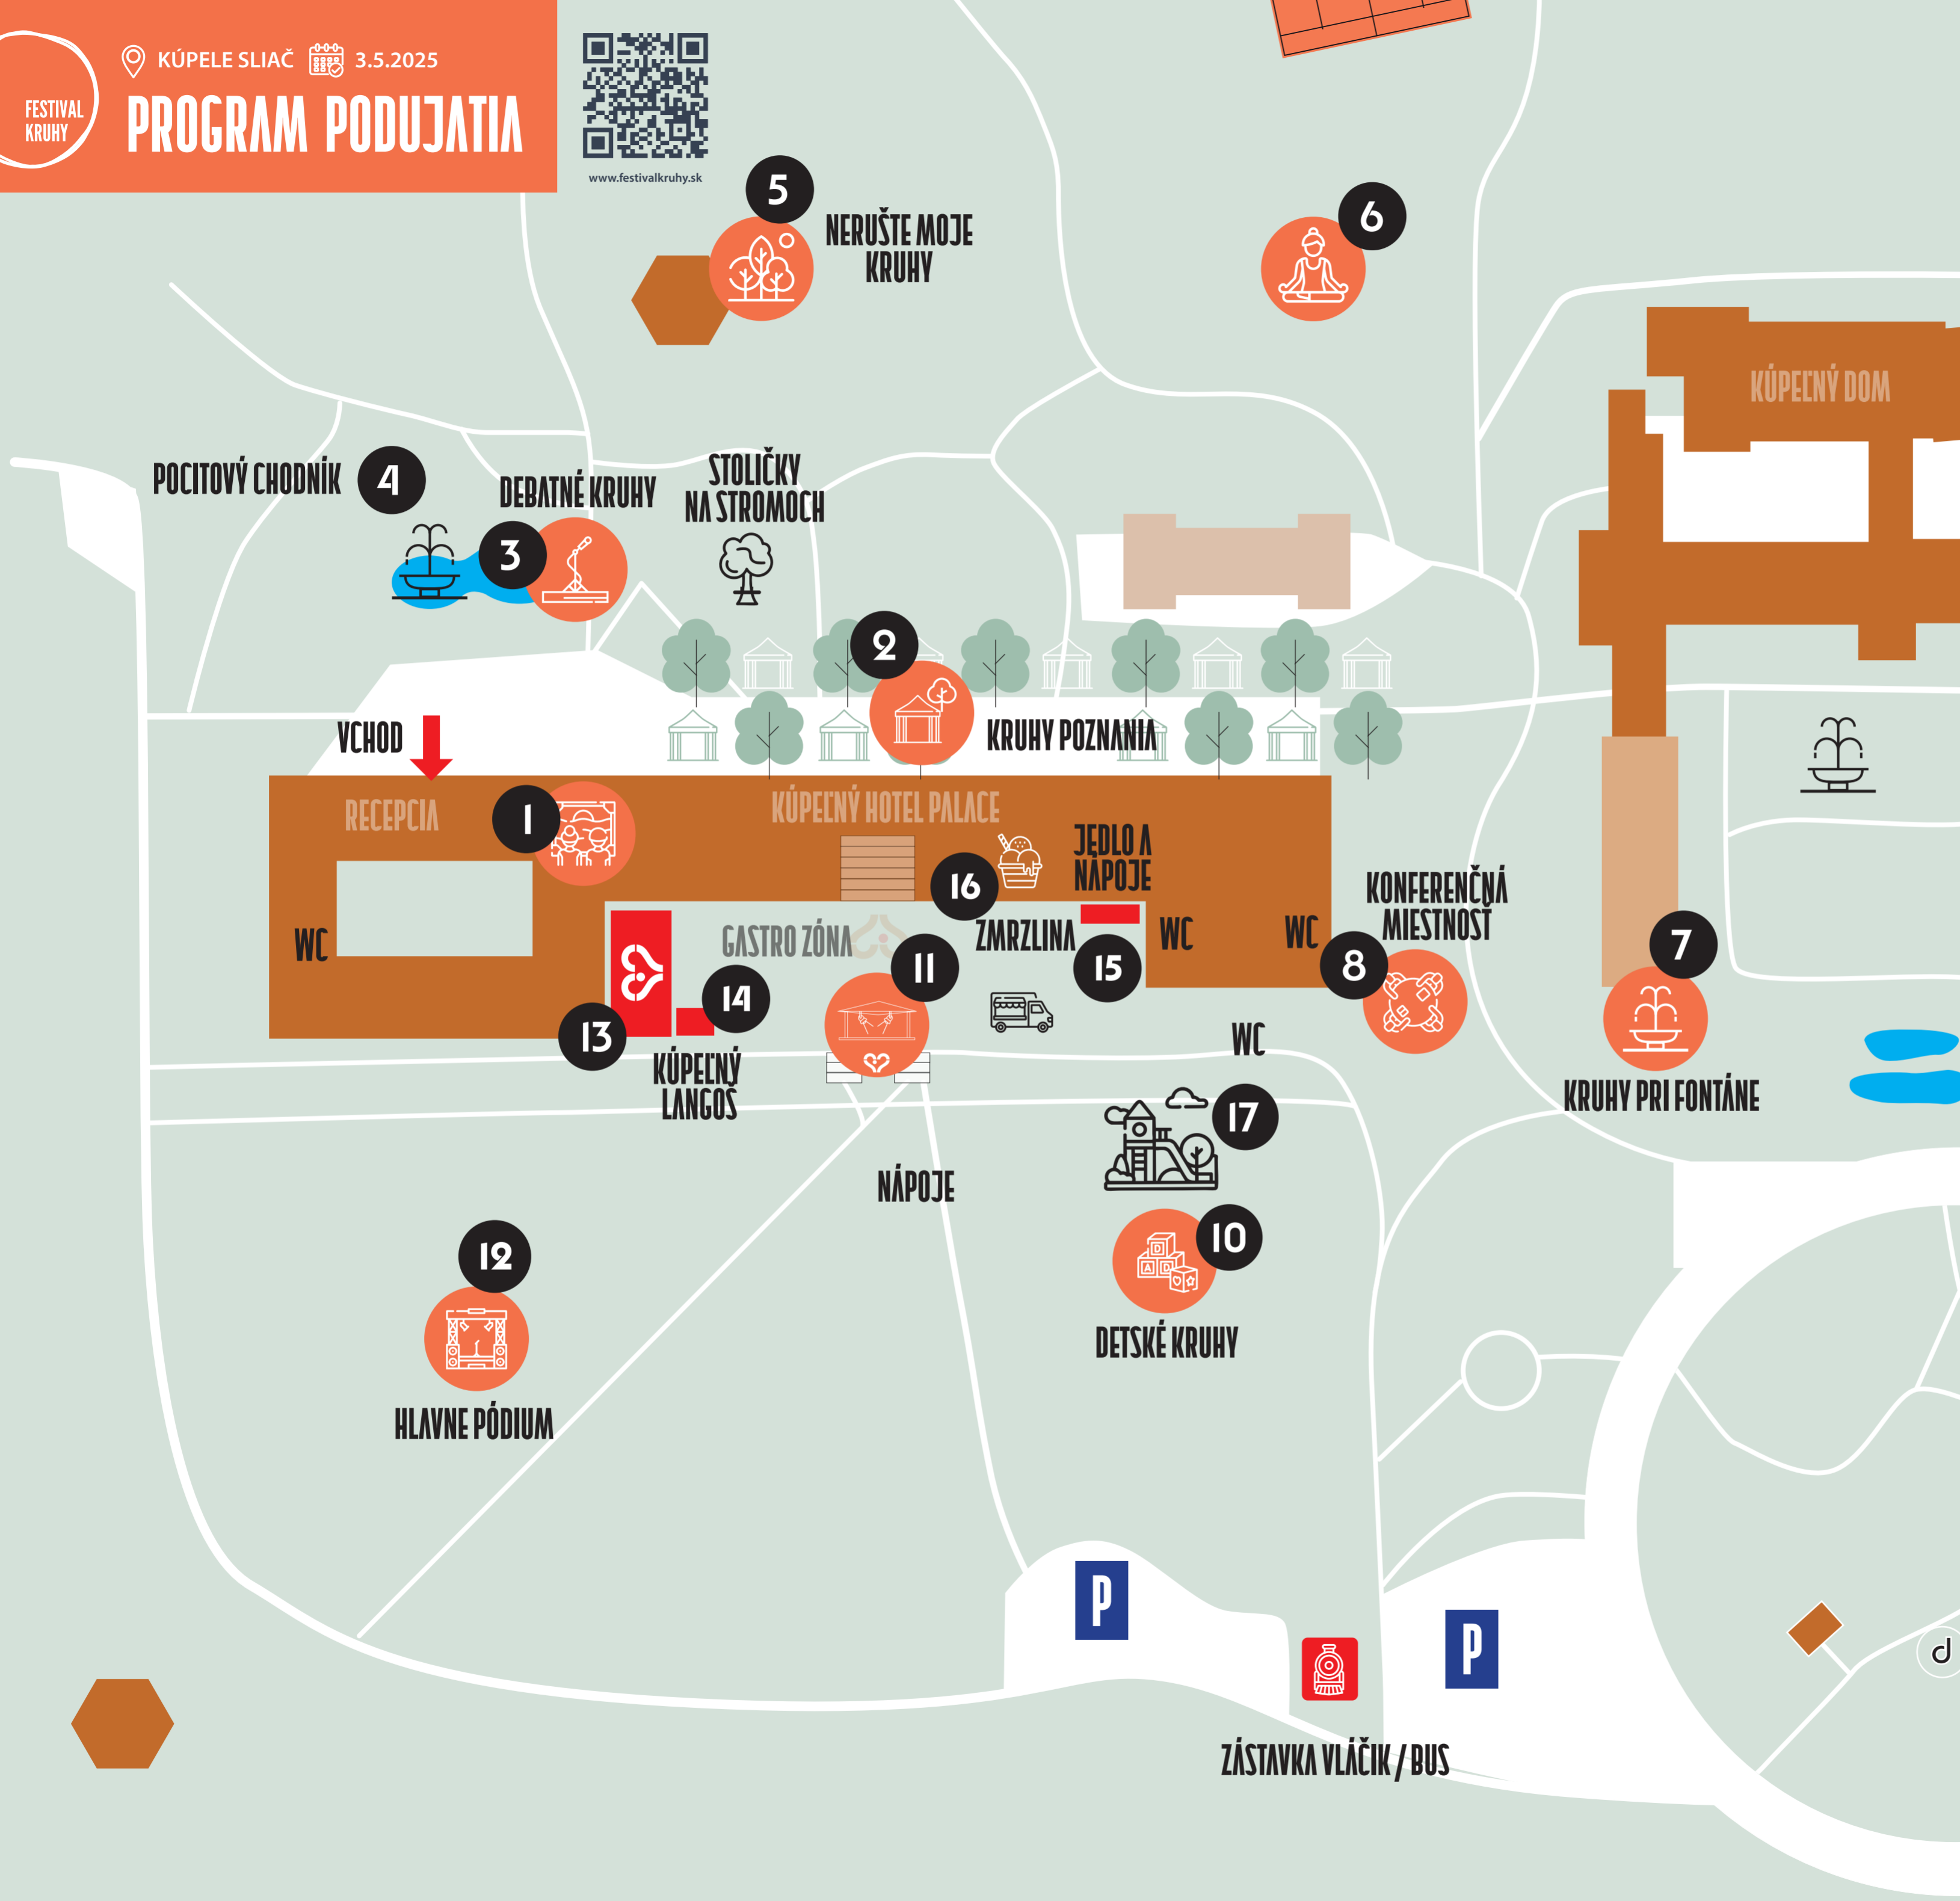 KÚPELE SLIAČ 3.5.2025
FESTIVAL
KRUHY
PROGRAM PODUJATIA
www.festivalkruhy.sk
5
NERUŠTE MOJE
KRUHY
6
KÚPEĽNÝ DOM
POCITOVÝ CHODNÍK
4
DEBATNÉ KRUHY
3
STOLIČKY
NA STROMOCH
2
KRUHY POZNANIA
VCHOD
RECEPCIA
1
KÚPEĽNÝ HOTEL PALACE
JEDLO A
NÁPOJE
16
ZMRZLINA
WC
GASTRO ZÓNA
11
15
WC
WC
KONFERENČNÁ
MIESTNOSŤ
8
7
KRUHY PRI FONTÁNE
14
13
KÚPEĽNÝ
LANGOŠ
WC
17
NÁPOJE
10
A D D
DETSKÉ KRUHY
12
HLAVNE PÓDIUM
P
P
d
ZÁSTAVKA VLÁČIK / BUS